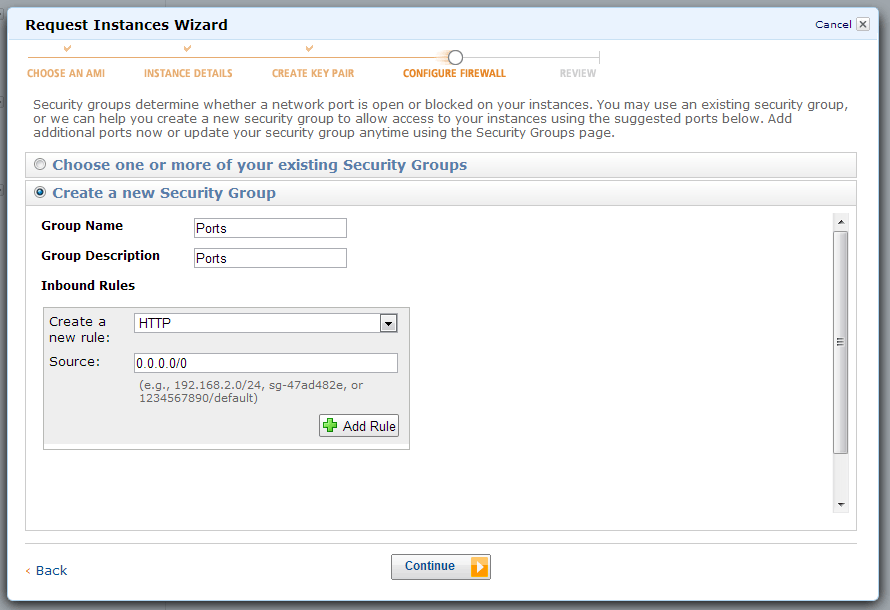 Request Instances Wizard
Cancel
CHOOSE AN AMI INSTANCE DETAILS CREATE KEY PAIR CONFIGURE FIREWALL REVIEW
Security groups determine whether a network port is open or blocked on your instances. You may use an existing security group,
or we can help you create a new security group to allow access to your instances using the suggested ports below. Add
additional ports now or update your security group anytime using the Security Groups page.
Choose one or more of your existing Security Groups
Create a new Security Group
Group Name Ports
Group Description Ports
Inbound Rules
Create a
new rule:
HTTP
Source: 0.0.0.0/0
(e.g., 192.168.2.0/24, sg-47ad482e, or
1234567890/default)
Add Rule
‹ Back
Continue